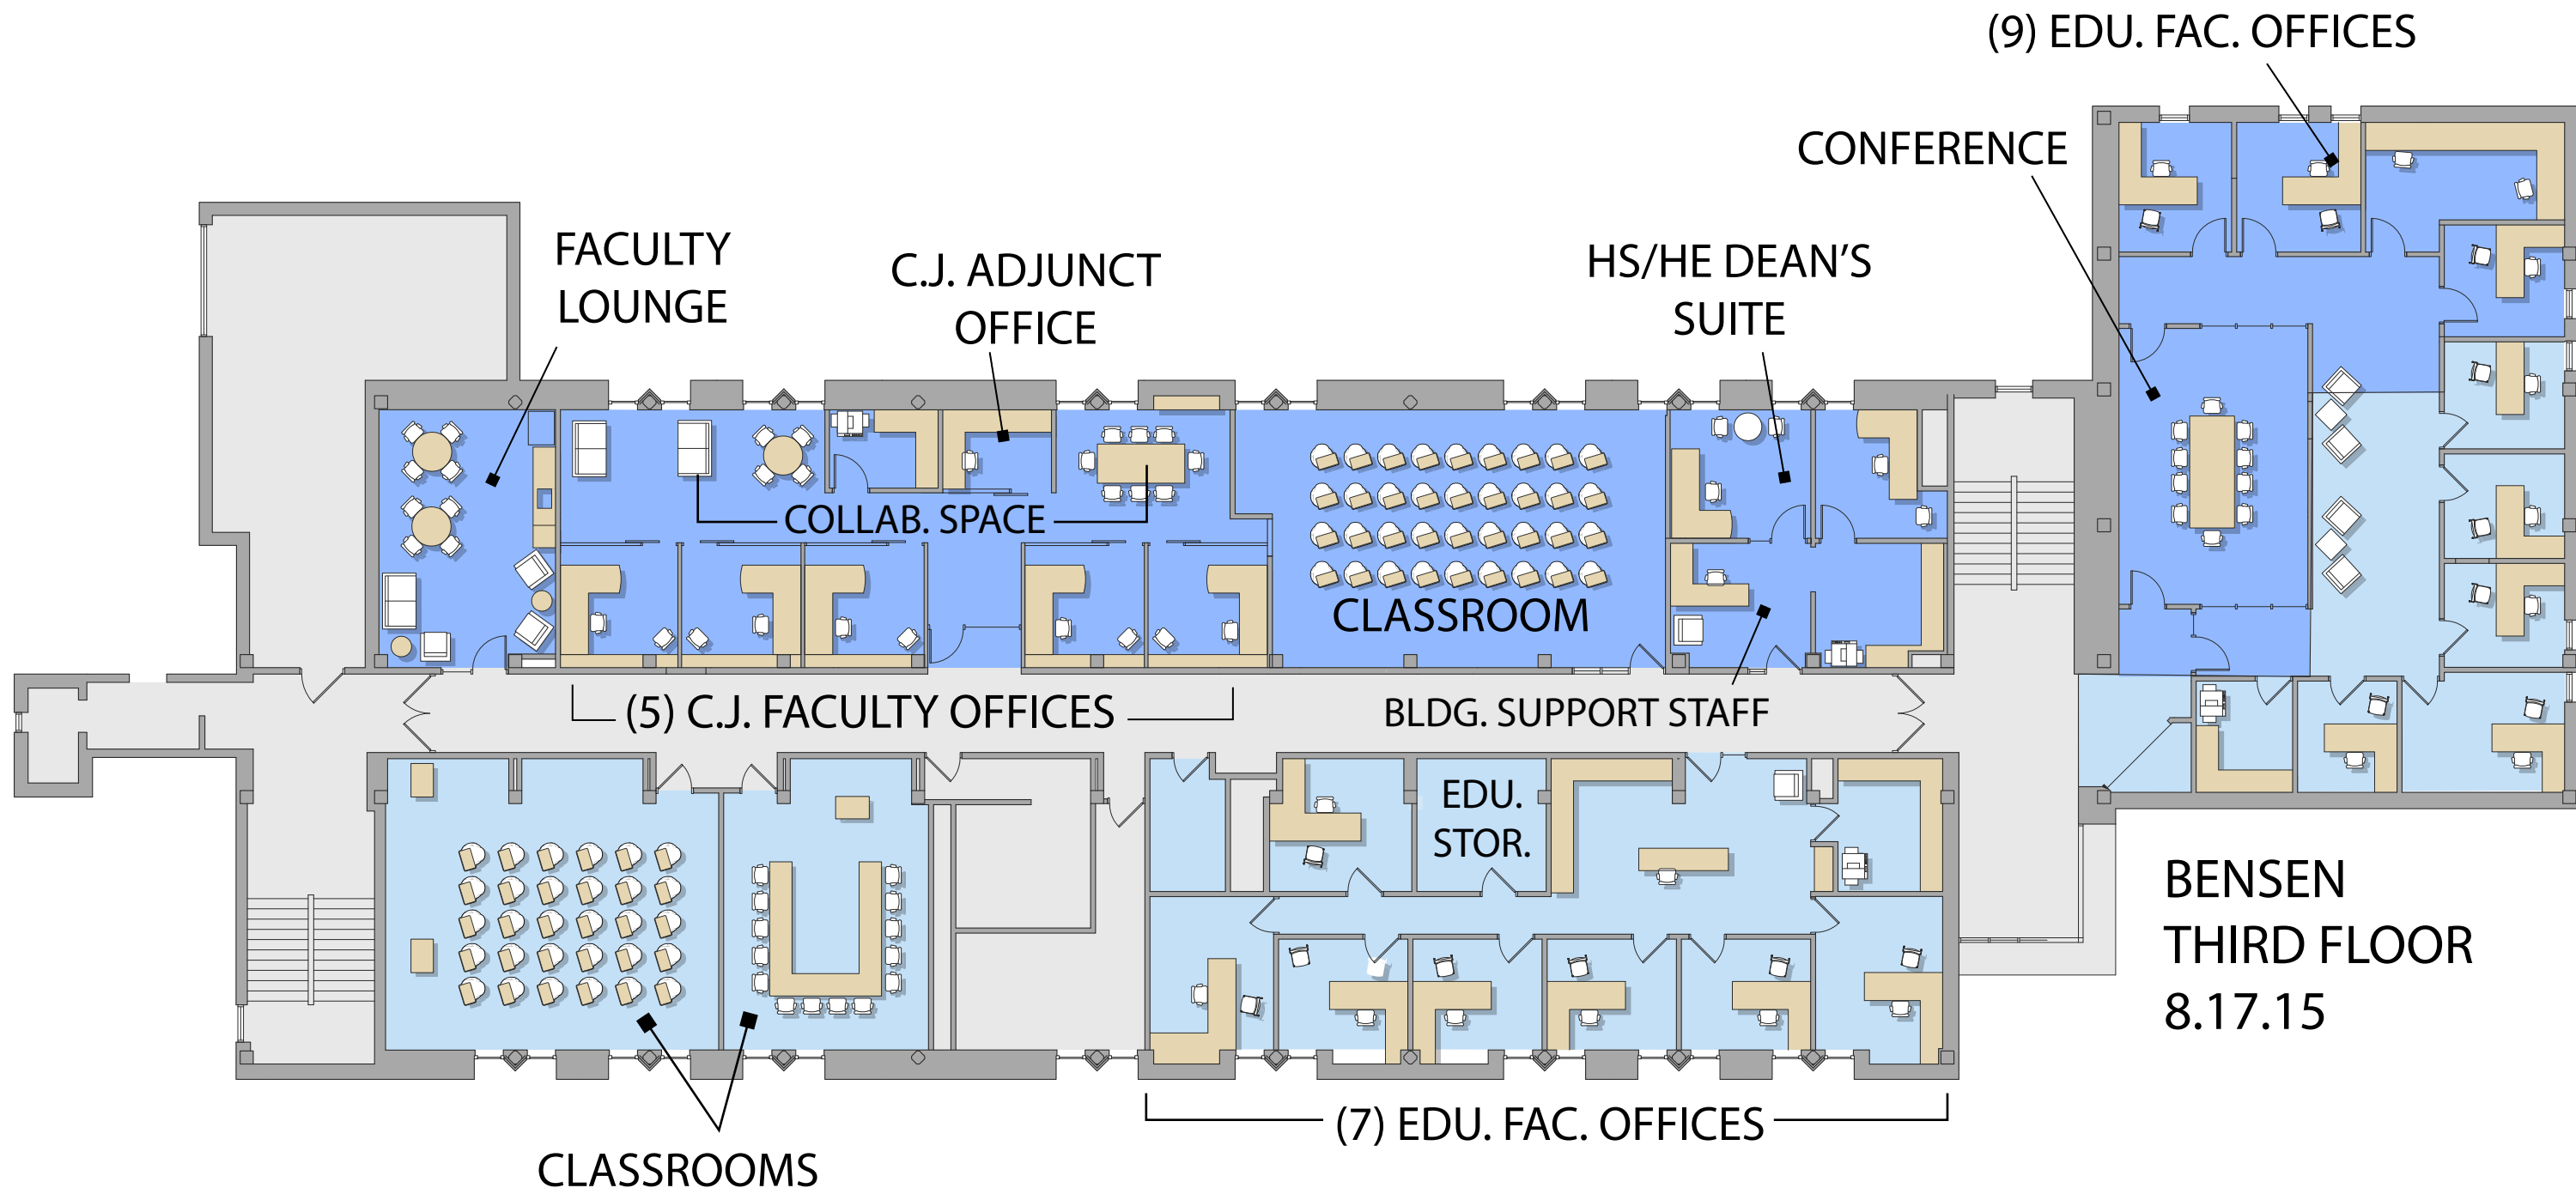 (9) EDU. FAC. OFFICES
CONFERENCE
FACULTY
LOUNGE
C.J. ADJUNCT
OFFICE
HS/HE DEAN'S
SUITE
COLLAB. SPACE
CLASSROOM
(5) C.J. FACULTY OFFICES
BLDG. SUPPORT STAFF
EDU.
STOR.
BENSEN
THIRD FLOOR
8.17.15
(7) EDU. FAC. OFFICES
CLASSROOMS